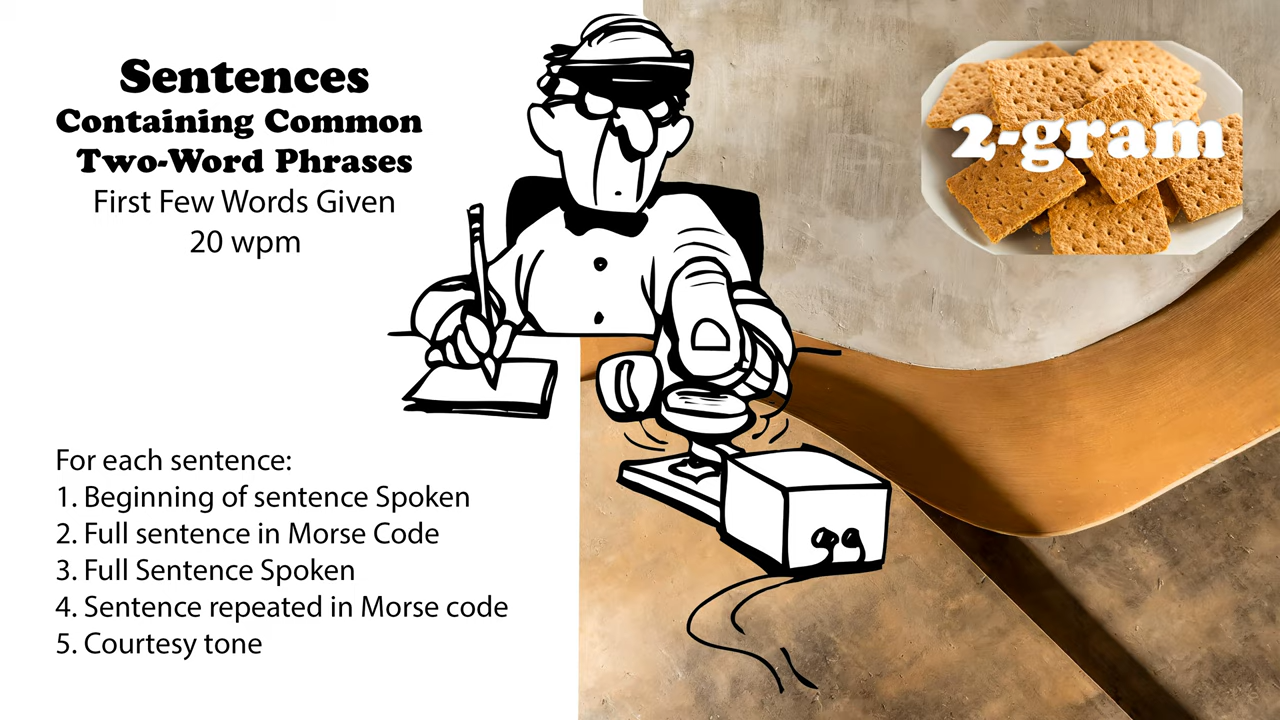 Sentences
Containing Common
Two-Word Phrases
First Few Words Given
20 wpm
2-gram
For each sentence:
1. Beginning of sentence Spoken
2. Full sentence in Morse Code
3. Full Sentence Spoken
4. Sentence repeated in Morse code
5. Courtesy tone